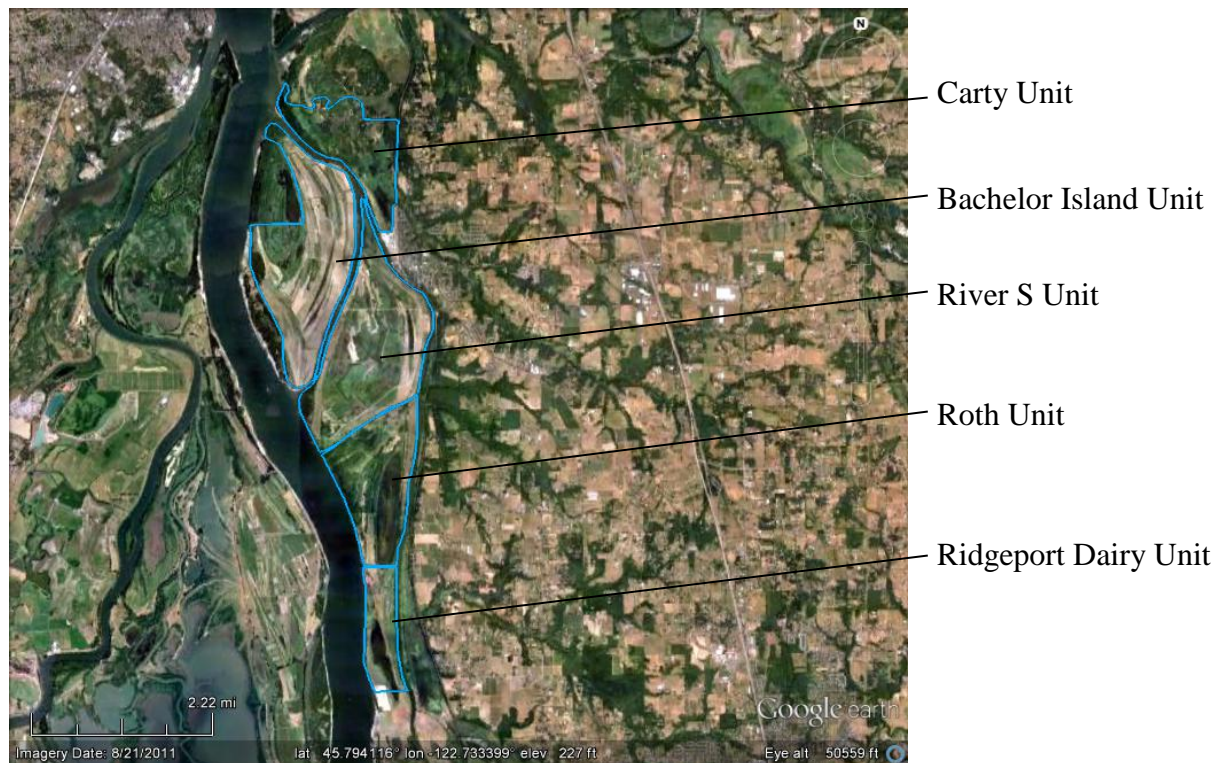 N
Carty Unit
Bachelor Island Unit
River S Unit
Roth Unit
Ridgeport Dairy Unit
2.22 mi
Google earth
Imagery Date: 8/21/2011 lat 45.794116° lon -122.733399° elev 227 ft Eye alt 50559 ft